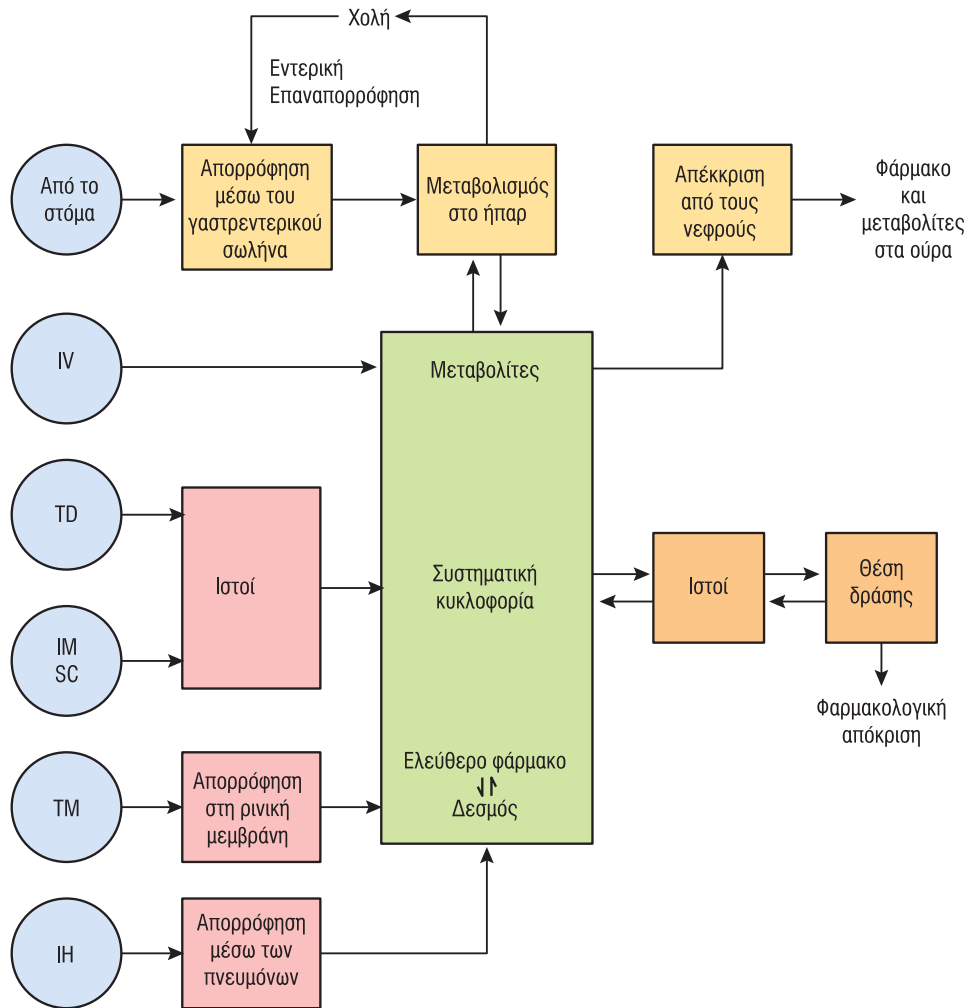 Χολή
Εντερική
Επαναπορρόφηση
Από το
στόμα
Απορρόφηση
μέσω του
γαστρεντερικού
σωλήνα
Μεταβολισμός
στο ήπαρ
Απέκκριση
από τους
νεφρούς
Φάρμακο
και
μεταβολίτες
στα ούρα
IV
Μεταβολίτες
TD
Ιστοί
Συστηματική
κυκλοφορία
Ιστοί
Θέση
δράσης
IM
SC
Φαρμακολογική
απόκριση
TM
Απορρόφηση
στη ρινική
μεμβράνη
Ελεύθερο φάρμακο
Δεσμός
IH
Απορρόφηση
μέσω των
πνευμόνων